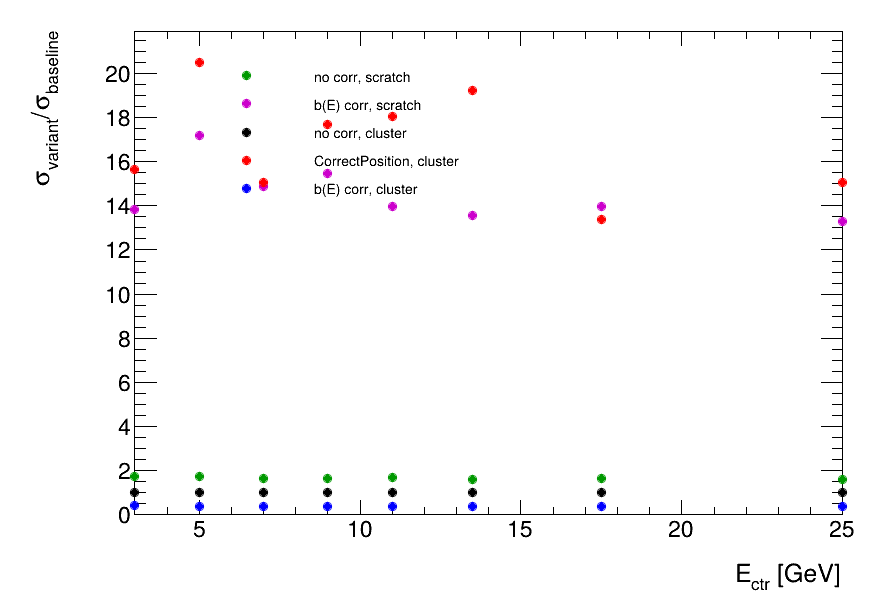 σvariant/σbaseline
20
18
16
14
12
10
8
6
4
2
0
no corr, scratch
b(E) corr, scratch
no corr, cluster
CorrectPosition, cluster
b(E) corr, cluster
5 10 15 20 25
Ectr [GeV]